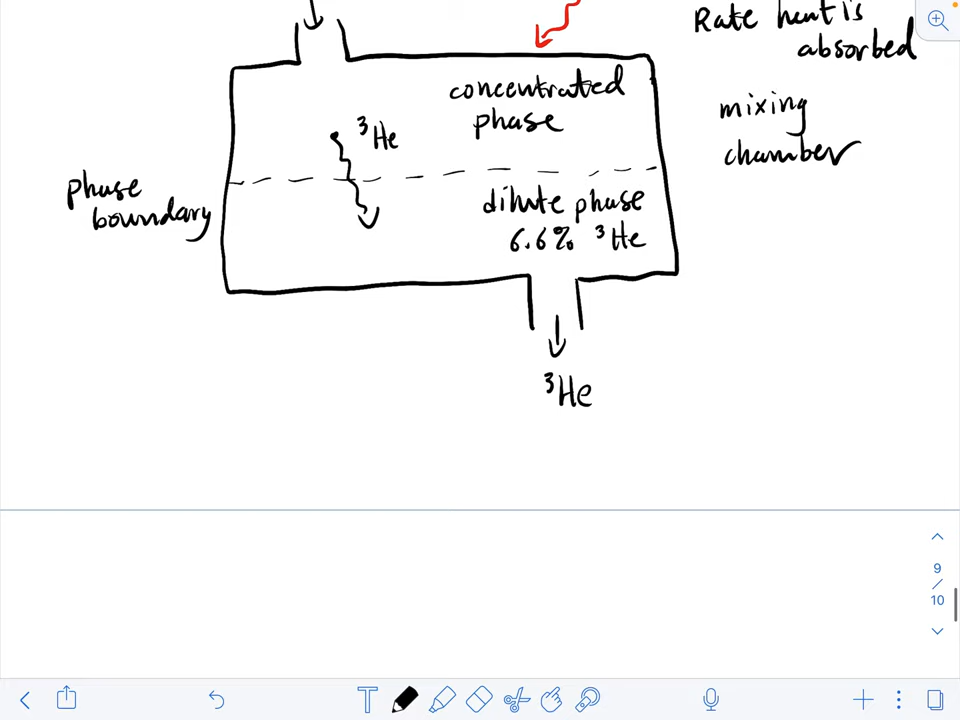 Rate heat is
absorbed
concentrated
phase
mixing
chamber
³He
phase
boundary
dilute phase
6.6% ³He
³He
9
/
10
T